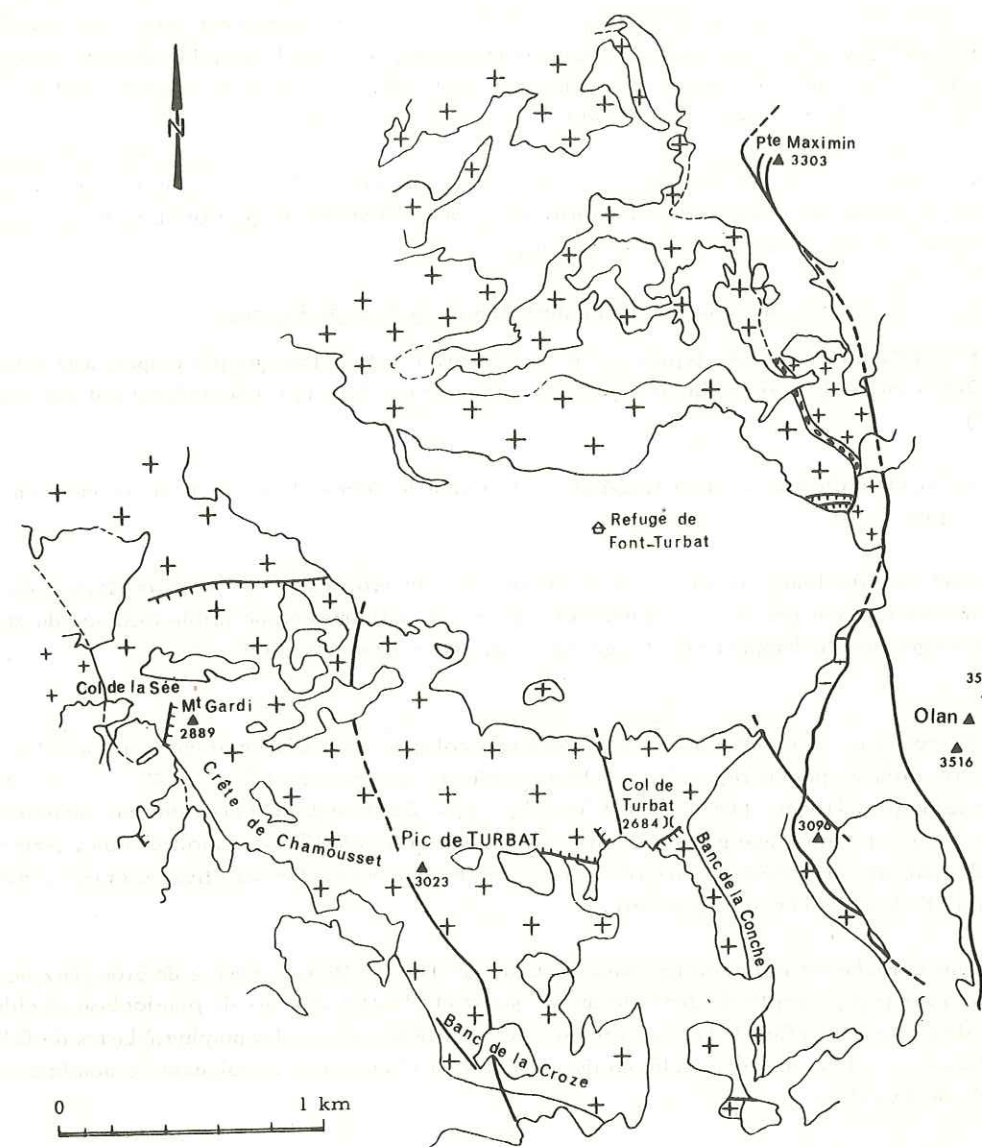 N
Pte Maximin
3303
Refuge de
Font-Turbat
Col de la Sée
Mt Gardi
2889
35
Olan
3516
Col de
Turbat
2684
3096
Crête de Chamousset
Pic de TURBAT
3023
Banc de la Conche
Banc de la Croze
0 1 km